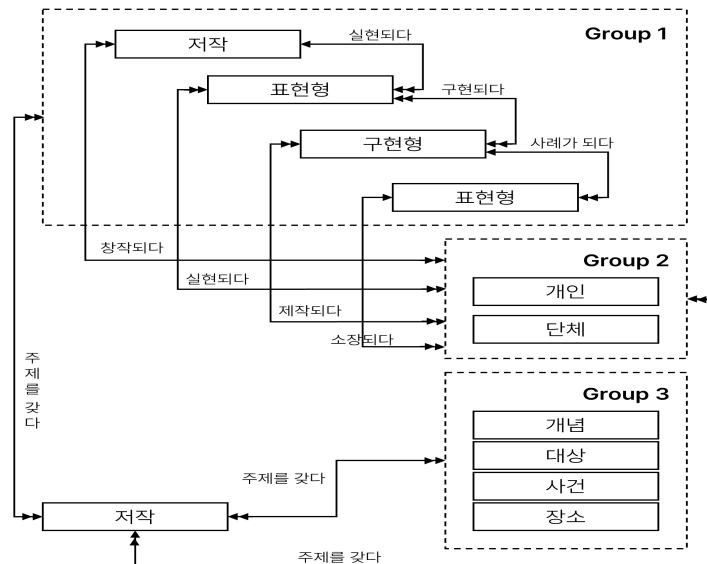 Group 1
저작
실현되다
표현형
구현되다
구현형
사례가 되다
표현형
창작되다
Group 2
실현되다
개인
제작되다
단체
소장되다
주제를 갖다
Group 3
개념
대상
주제를 갖다
사건
저작
장소
주제를 갖다